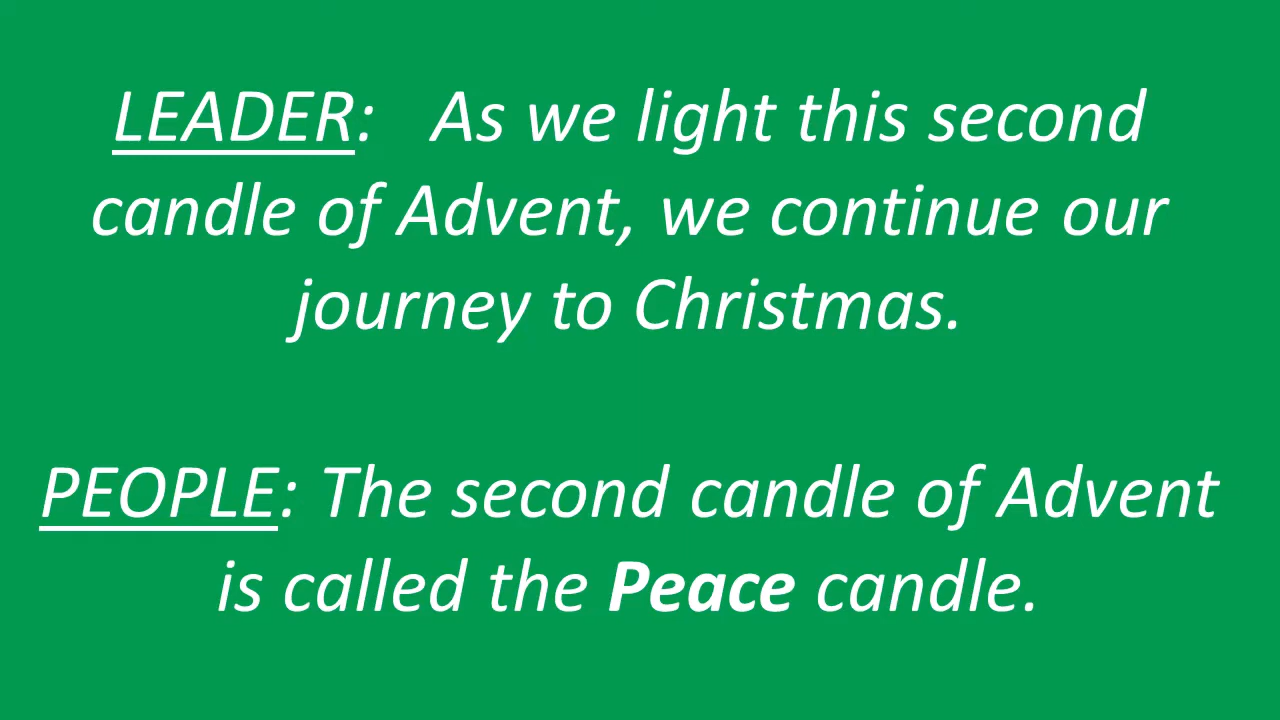 LEADER:   As we light this second
candle of Advent, we continue our
journey to Christmas.
PEOPLE: The second candle of Advent
is called the Peace candle.